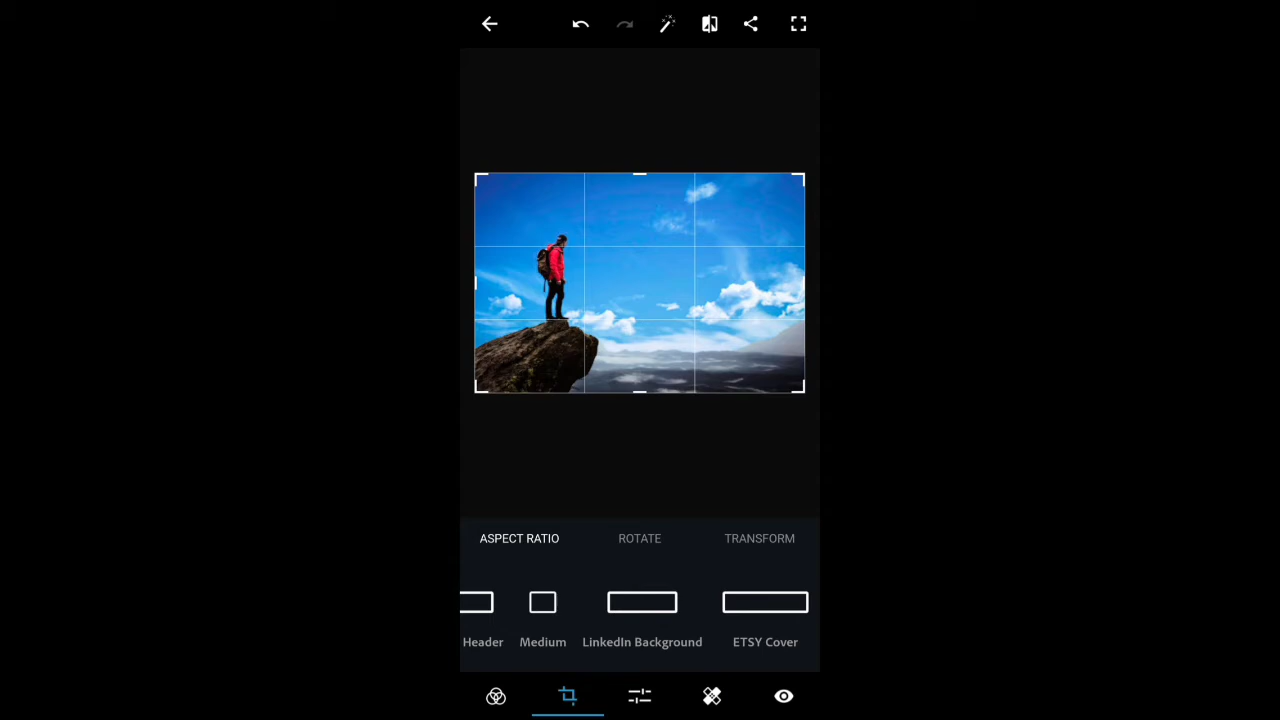 ASPECT RATIO ROTATE TRANSFORM
Header Medium LinkedIn Background ETSY Cover